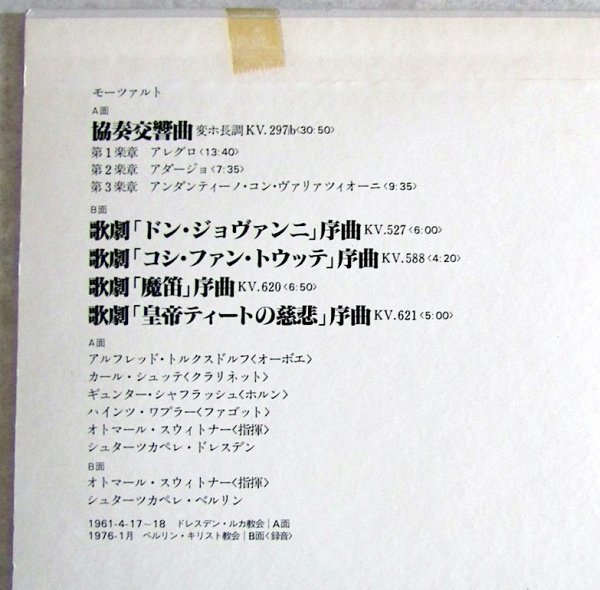 モーツァルト
A面
協奏交響曲 変ホ長調 KV. 297b〈30:50〉
第1楽章 アレグロ〈13:40〉
第2楽章 アダージョ〈7:35〉
第3楽章 アンダンティーノ・コン・ヴァリアツィオーニ〈9:35〉
B面
歌劇「ドン・ジョヴァンニ」序曲 KV.527〈6:00〉
歌劇「コシ・ファン・トウッテ」序曲 KV.588〈4:20〉
歌劇「魔笛」序曲 KV.620〈6:50〉
歌劇「皇帝ティートの慈悲」序曲 KV.621〈5:00〉
A面
アルフレッド・トルクスドルフ〈オーボエ〉
カール・シュッテ〈クラリネット〉
ギュンター・シャフラッシュ〈ホルン〉
ハインツ・ワプラー〈ファゴット〉
オトマール・スウィトナー〈指揮〉
シュターツカペレ・ドレスデン
B面
オトマール・スウィトナー〈指揮〉
シュターツカペレ・ベルリン
1961-4-17〜18 ドレスデン・ルカ教会|A面
1976-1月 ベルリン・キリスト教会|B面〈録音〉